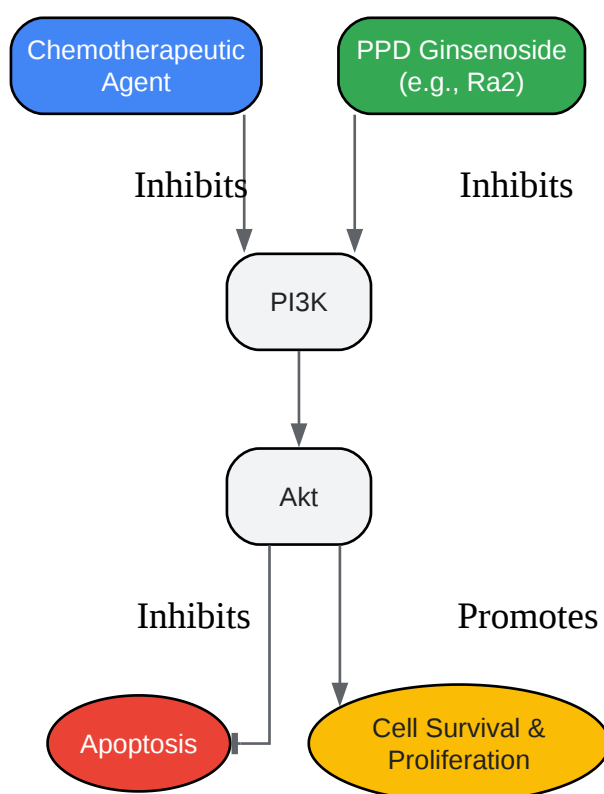 Chemotherapeutic
Agent
PPD Ginsenoside
(e.g., Ra2)
Inhibits
Inhibits
PI3K
Akt
Inhibits
Promotes
Apoptosis
Cell Survival &
Proliferation